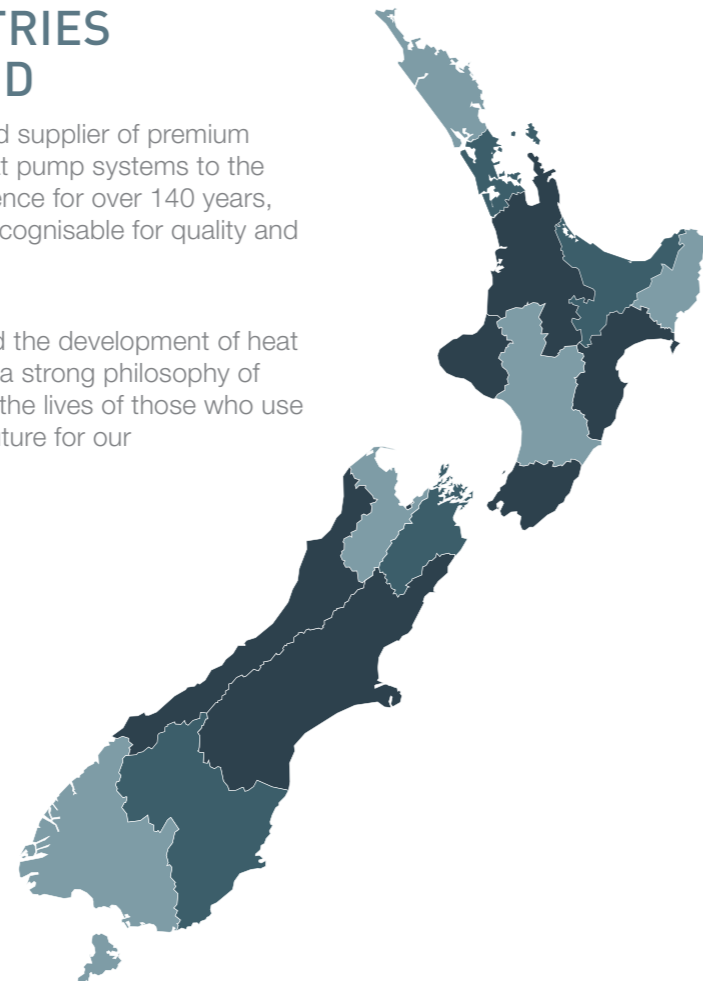 TRIES
D
d supplier of premium
t pump systems to the
ence for over 140 years,
cognisable for quality and
d the development of heat
a strong philosophy of
the lives of those who use
ture for our